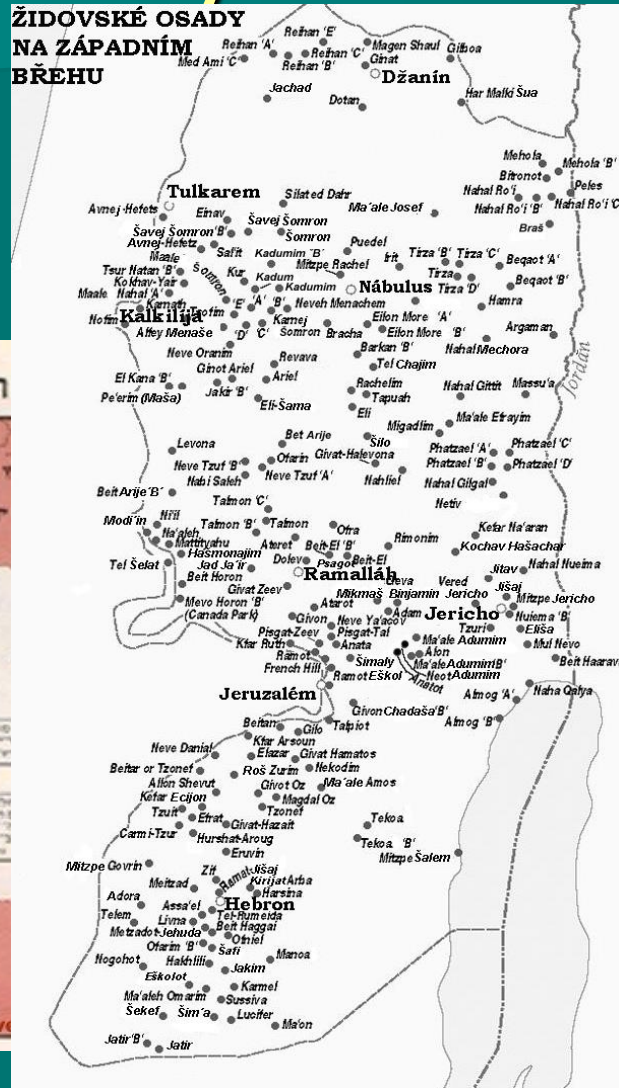 ŽIDOVSKÉ OSADY
NA ZÁPADNÍM
BŘEHU
Reihan 'E'
Reihan 'A'
Magen Shaul
Gilboa
Reihan 'C'
Ginat
Med Ami 'C'
Reihan 'B'
Džanín
Jachad
Dotan
Har Malki Šua
Mehola
Mehola 'B'
Bitronot
Peles
Nahal Ro'i
Nahal Ro'i 'B'
Nahal Ro'i 'C'
Braš
Tulkarem
Silated Dahr
Avnej-Hefets
Einav
Ma'ale Josef
Šavej Šomron
Šavej Šomron'B'
Šomron
Avnej-Hefetz
Safit
Puedel
Kadumim 'B'
Maale
Irit
Tirza 'B'
Tirza 'C'
Beqaot 'A'
Tsur Natan 'B'
Šomron
Kur
Mitzpe Rachel
Tirza
Kokhav-Yair
Kadum
Kadumim
Nábulus
Tirza 'D'
Beqaot 'B'
Maale
Nahal 'A'
Karnath
'E'
'A'
'B'
Neveh Menachem
Hamra
Nofim
Kalkílija
Karnej
Eilon More 'A'
Alfey Menaše
'D'
'C'
Somron
Bracha
Eilon More 'B'
Argaman
Neve Oranim
Barkan 'B'
Nahal Mechora
Ginot Ariel
Revava
Tel Chajim
El Kana 'B'
Ariel
Rachelim
Massu'a
Pe'erim (Maša)
Jakir 'B'
Tapuah
Nahal Gittit
Eli-Šama
Eli
Ma'ale Efrayim
Migadlim
Jordán
Levona
Bet Arije
Šilo
Phatzael 'A'
Phatzael 'C'
Neve Tzuf 'B'
Ofarin
Givat-Halevona
Phatzael 'B'
Phatzael 'D'
Nabi Saleh
Neve Tzuf 'A'
Nahliel
Nahal Gilgal
Beit Arije'B'
Netiv
Talmon 'C'
Modi'in
Nřil
Talmon 'B'
Talmon
Ofra
Kefar Na'aran
Na'aleh
Mattityahu
Ateret
Beit-El 'B'
Rimonim
Kochav Hašachar
Hašmonajim
Dolev
Psagot
Beit-El
Tel Šelat
Jad Ja'ir
Ramalláh
Jitav
Nahal Nueima
Beit Horon
Givat Zeev
Geva
Vered
Jišaj
Mevo Horon 'B'
(Canada Park)
Mikmaš
Binjamin
Jericho
Mitzpe Jericho
Atarot
Adam
Jericho
Nuiema 'B'
Givon
Neve Ya'acov
Tzuri
Eliša
Pisgat-Zeev
Pisgat-Tal
Ma'ale Adumim
Kfar Ruth
Anata
Alon
Mul Nevo
Ramot
Šimaly
Ma'ale Adumim'B'
Beit Haarava
French Hill
Ramot Eškol
Neot Adumim
Anatot
Jeruzalém
Almog 'A'
Naha Qalya
Givon Chadaša'B'
Almog 'B'
Beitan
Gilo
Talpiot
Kfar Arsoun
Neve Danial
Elazar
Givat Hamatos
Beitar or Tzonef
Roš Zurim
Nekodim
Allon Shevut
Givot Oz
Ma'ale Amos
Kefar Ecijon
Magdal Oz
Tzuit
Tzonef
Efrat
Givat-Hazait
Tekoa
Carmi-Tzur
Hurshat-Aroug
Tekoa 'B'
Eruvin
Mitzpe Šalem
Mitzpe Govrin
Zif
Ramat-Jišaj
Meitzad
Kirijat Arba
Harsina
Adora
Assa'el
Hebron
Telem
Livna
Tel-Rumeida
Metzadot-Jehuda
Beit Haggai
Ofarim 'B'
Otniel
Nogohot
Šafi
Manoa
Hakhlili
Jakim
Eškolot
Karmel
Ma'aleh Omarim
Sussiva
Šekef
Šim'a
Lucifer
Ma'on
Jatir'B'
Jatir